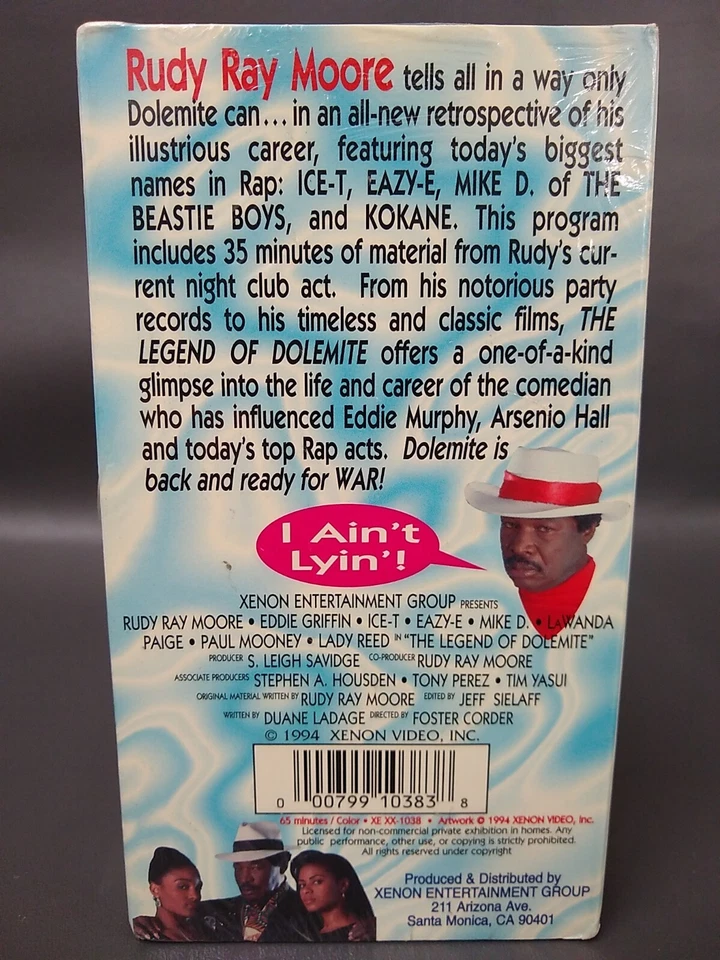 Rudy Ray Moore tells all in a way only
Dolemite can... in an all-new retrospective of his
illustrious career, featuring today's biggest
names in Rap: ICE-T, EAZY-E, MIKE D. of THE
BEASTIE BOYS, and KOKANE. This program
includes 35 minutes of material from Rudy's cur-
rent night club act. From his notorious party
records to his timeless and classic films, THE
LEGEND OF DOLEMITE offers a one-of-a-kind
glimpse into the life and career of the comedian
who has influenced Eddie Murphy, Arsenio Hall
and today's top Rap acts. Dolemite is
back and ready for WAR!
I Ain't
Lyin'!
XENON ENTERTAINMENT GROUP PRESENTS
RUDY RAY MOORE • EDDIE GRIFFIN • ICE-T • EAZY-E • MIKE D. • LAWANDA
PAIGE • PAUL MOONEY • LADY REED IN "THE LEGEND OF DOLEMITE"
PRODUCER S. LEIGH SAVIDGE CO-PRODUCER RUDY RAY MOORE
ASSOCIATE PRODUCERS STEPHEN A. HOUSDEN • TONY PEREZ • TIM YASUI
ORIGINAL MATERIAL WRITTEN BY RUDY RAY MOORE EDITED BY JEFF SIELAFF
WRITTEN BY DUANE LADAGE DIRECTED BY FOSTER CORDER
© 1994 XENON VIDEO, INC.
0 00799 10383 8
65 minutes / Color • XE XX-1038 • Artwork © 1994 XENON VIDEO, Inc.
Licensed for non-commercial private exhibition in homes. Any
public performance, other use, or copying is strictly prohibited.
All rights reserved under copyright
Produced & Distributed by
XENON ENTERTAINMENT GROUP
211 Arizona Ave.
Santa Monica, CA 90401